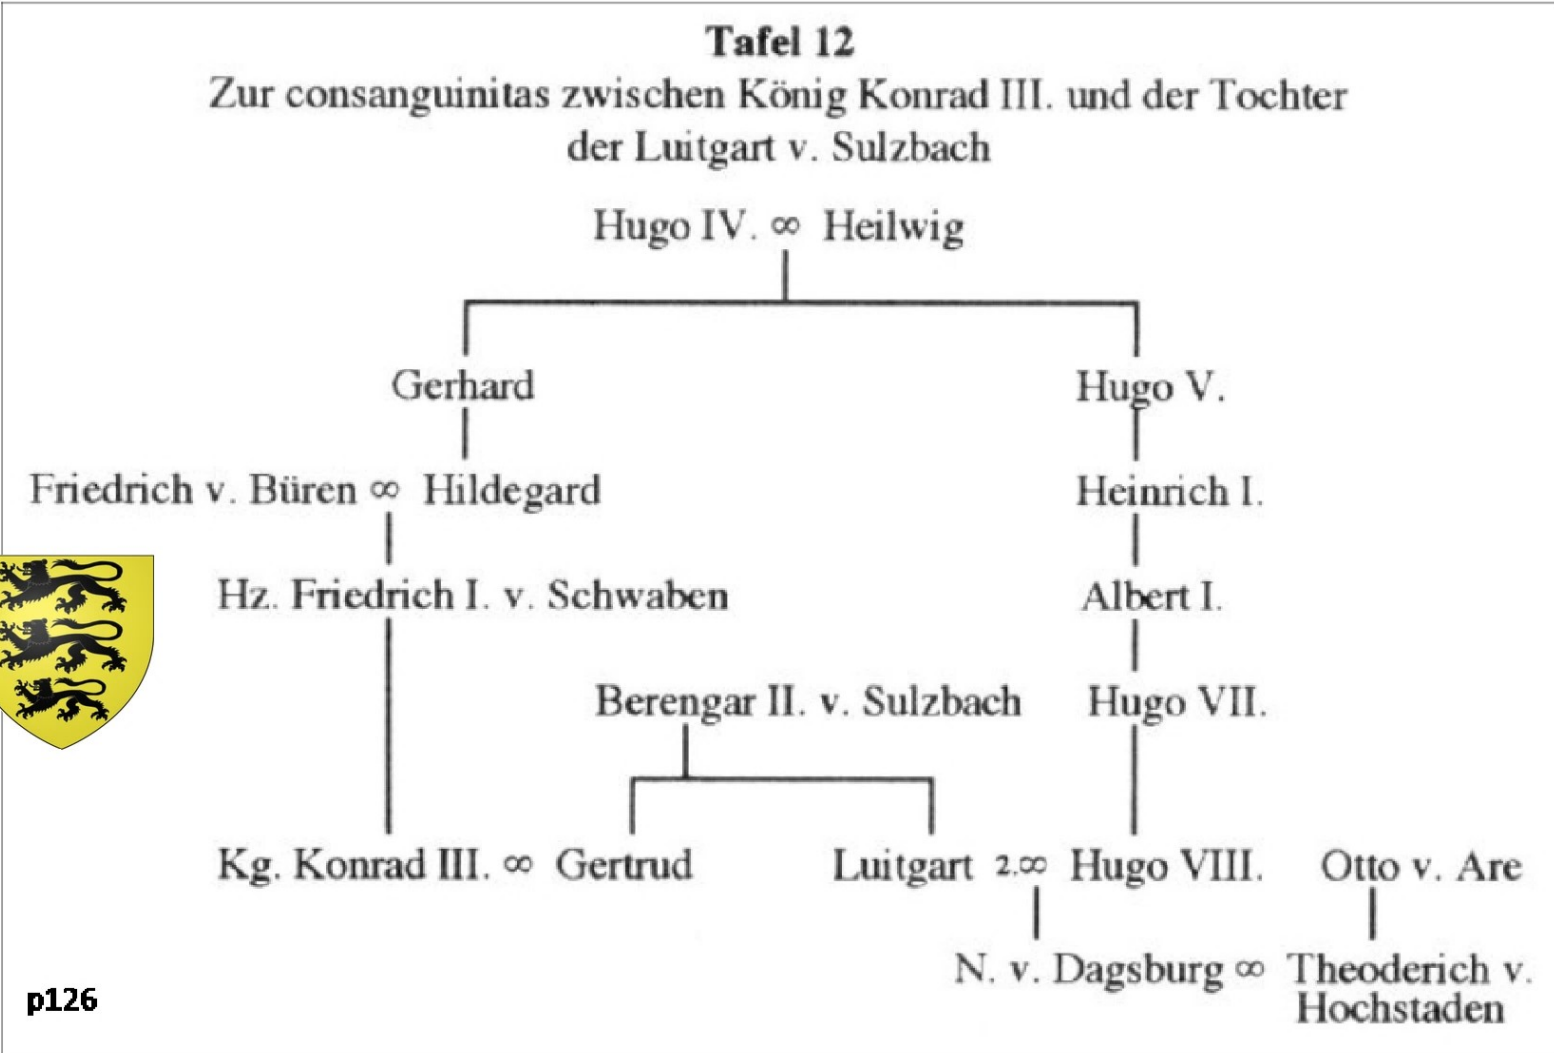 Tafel 12
Zur consanguinitas zwischen König Konrad III. und der Tochter
der Luitgart v. Sulzbach
Hugo IV. ∞ Heilwig
Gerhard Hugo V.
Friedrich v. Büren ∞ Hildegard Heinrich I.
Hz. Friedrich I. v. Schwaben Albert I.
Berengar II. v. Sulzbach Hugo VII.
Kg. Konrad III. ∞ Gertrud Luitgart 2.∞ Hugo VIII. Otto v. Are
N. v. Dagsburg ∞ Theoderich v.
Hochstaden
p126